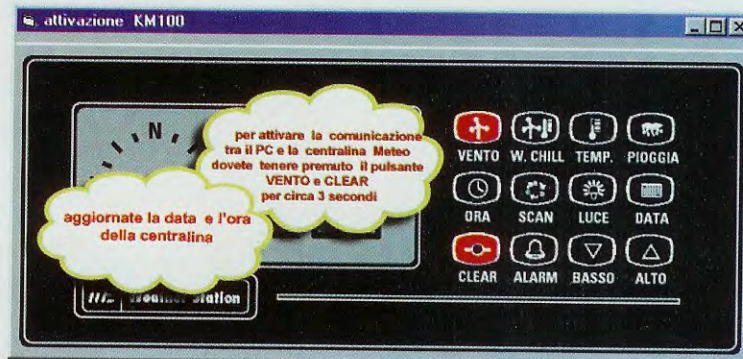 attivazione KM100
N
per attivare la comunicazione
tra il PC e la centralina Meteo
dovete tenere premuto il pulsante
VENTO e CLEAR
per circa 3 secondi
aggiornate la data e l'ora
della centralina
Weather Station
VENTO W. CHILL TEMP. PIOGGIA
ORA SCAN LUCE DATA
CLEAR ALARM BASSO ALTO